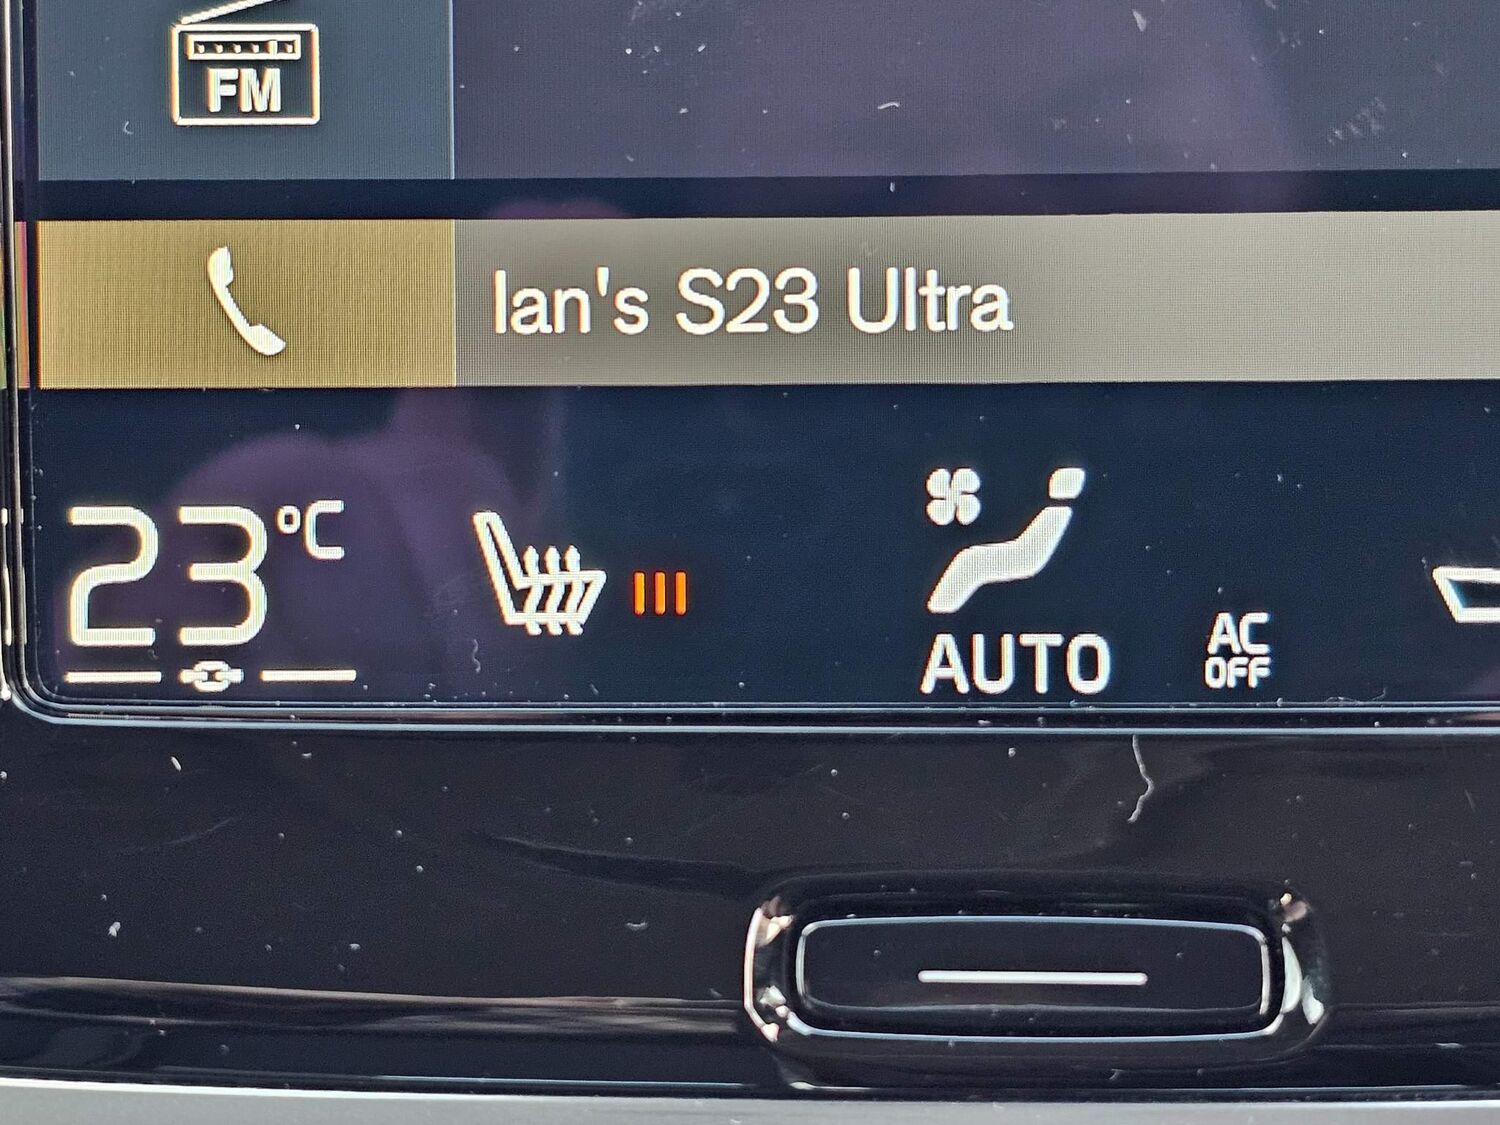 FM
Ian's S23 Ultra
23°C
AUTO
AC
OFF